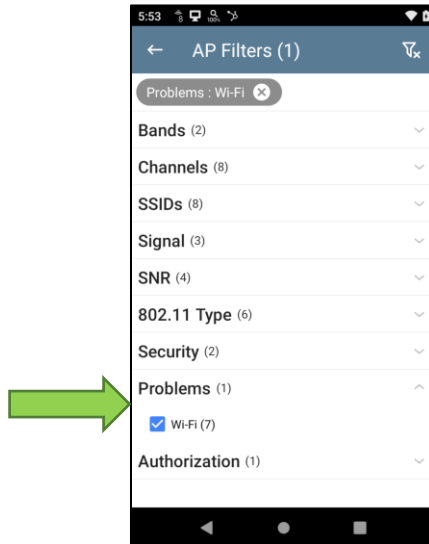 5:53
AP Filters (1)
Problems : Wi-Fi
Bands (2)
Channels (8)
SSIDs (8)
Signal (3)
SNR (4)
802.11 Type (6)
Security (2)
Problems (1)
Wi-Fi (7)
Authorization (1)